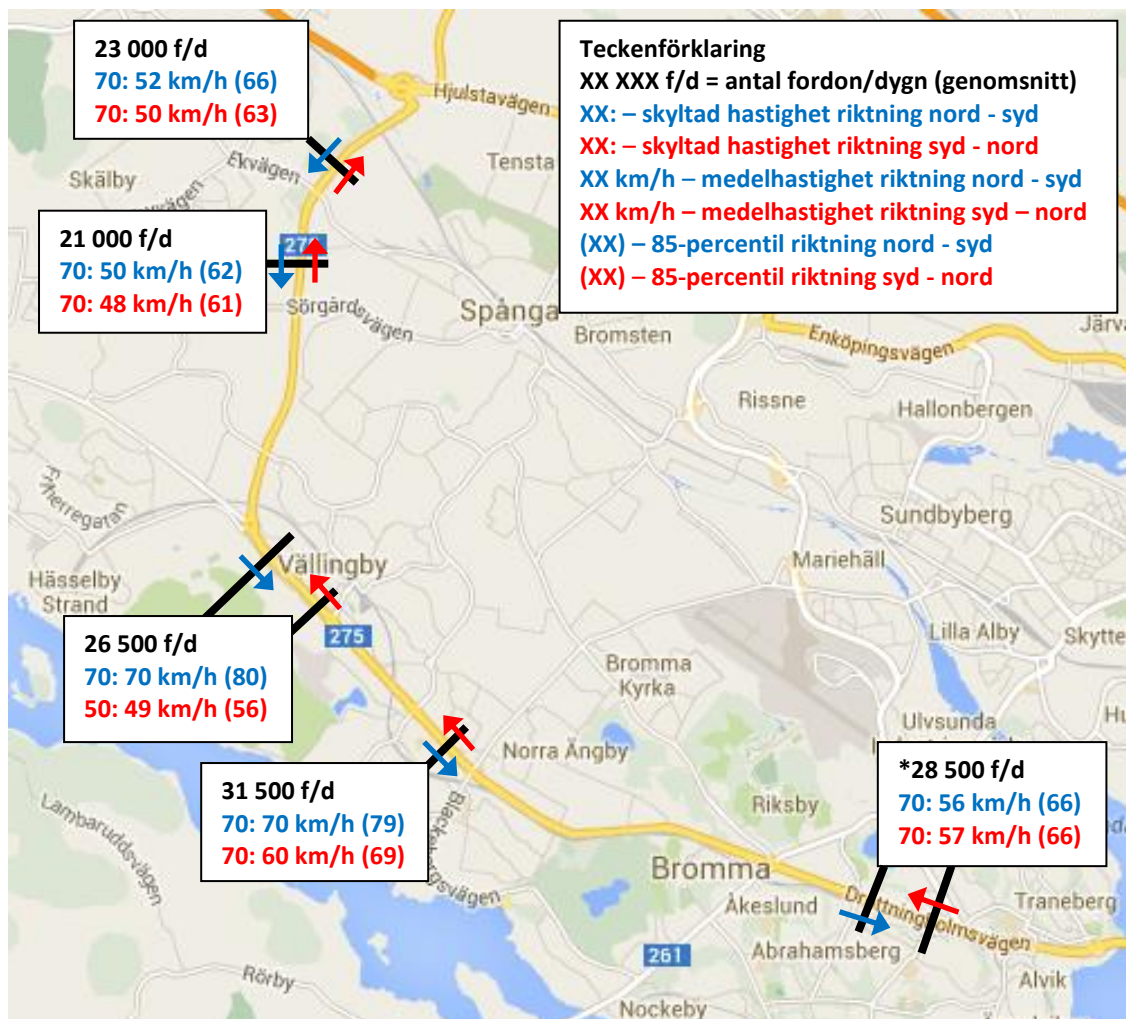 23 000 f/d
70: 52 km/h (66)
70: 50 km/h (63)
Teckenförklaring
XX XXX f/d = antal fordon/dygn (genomsnitt)
XX: – skyltad hastighet riktning nord - syd
XX: – skyltad hastighet riktning syd - nord
XX km/h – medelhastighet riktning nord - syd
XX km/h – medelhastighet riktning syd – nord
(XX) – 85-percentil riktning nord - syd
(XX) – 85-percentil riktning syd - nord
Hjulstavägen
Ekvägen
Tensta
Skälby
21 000 f/d
70: 50 km/h (62)
70: 48 km/h (61)
Sörgårdsvägen
Spånga
Bromsten
Enköpingsvägen
Rissne
Hallonbergen
Sundbyberg
Mariehäll
Hässelby
Strand
Vällingby
26 500 f/d
70: 70 km/h (80)
50: 49 km/h (56)
275
Lilla Alby
Bromma
Kyrka
Ulvsunda
Norra Ängby
31 500 f/d
70: 70 km/h (79)
70: 60 km/h (69)
*28 500 f/d
70: 56 km/h (66)
70: 57 km/h (66)
Lambaruddsvägen
Riksby
Bromma
Åkeslund
Drottningholmsvägen
Traneberg
Abrahamsberg
261
Alvik
Rörby
Nockeby